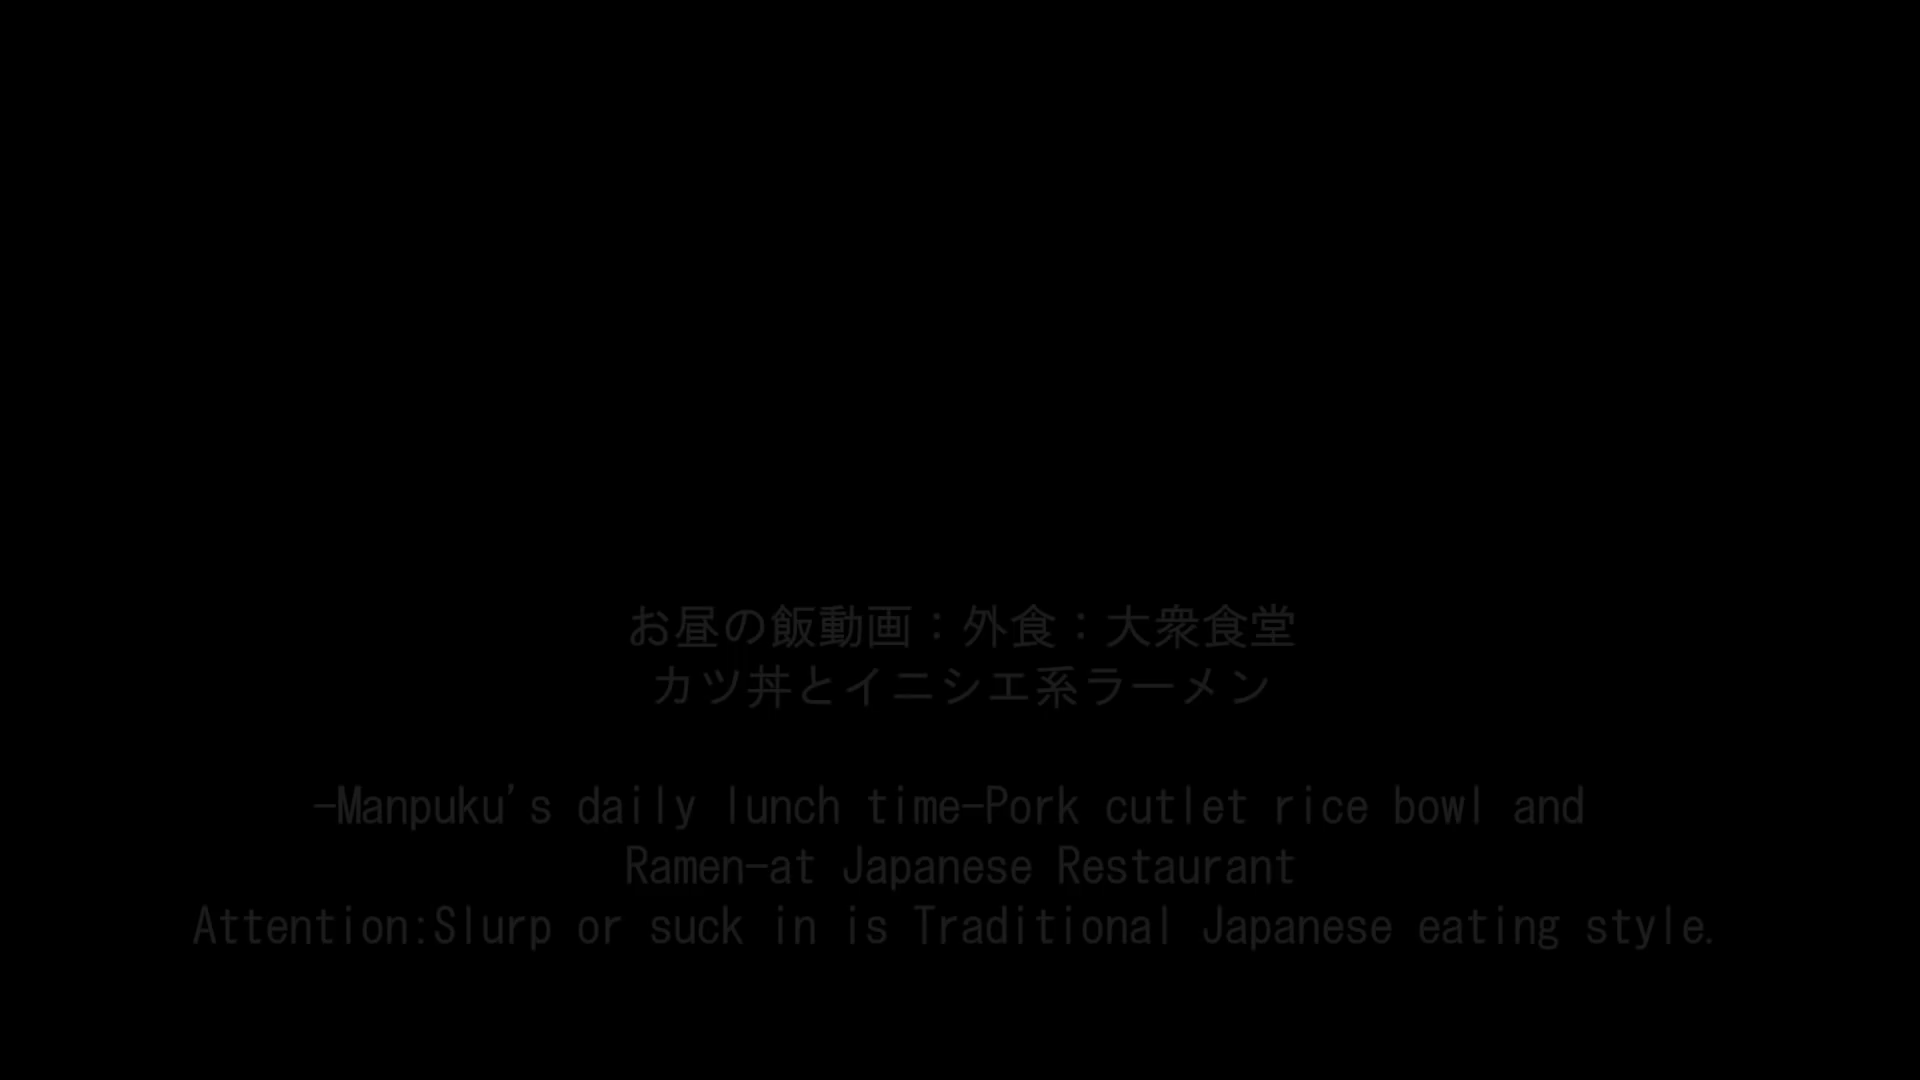 お昼の飯動画：外食：大衆食堂
カツ丼とイニシエ系ラーメン
-Manpuku's daily lunch time-Pork cutlet rice bowl and
Ramen-at Japanese Restaurant
Attention:Slurp or suck in is Traditional Japanese eating style.